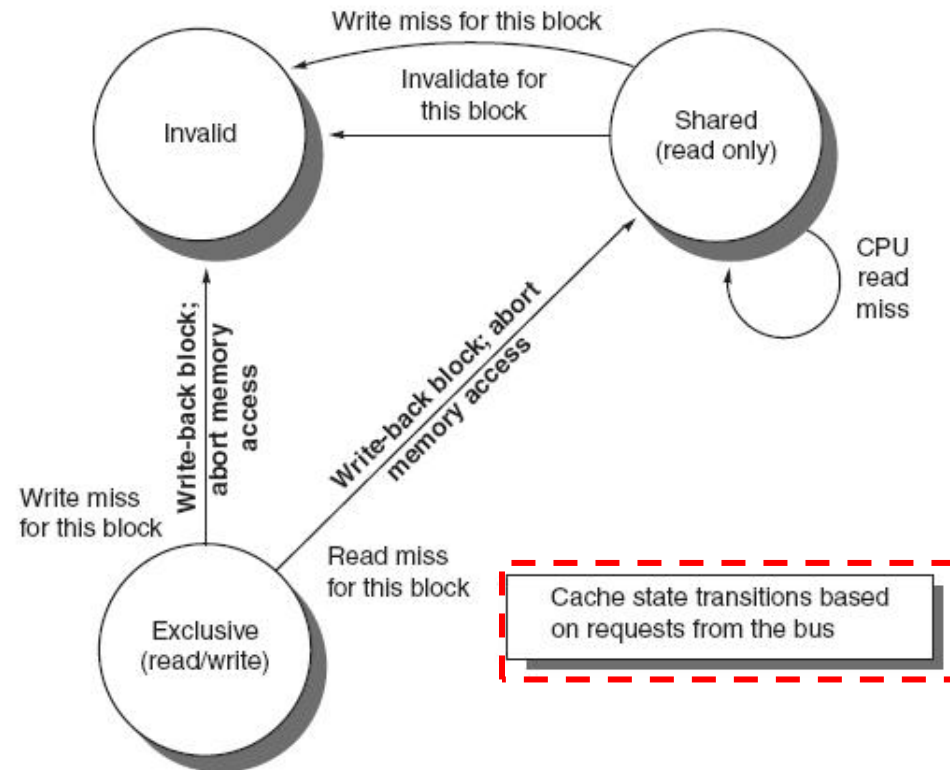 Write miss for this block
Invalidate for
this block
Invalid
Shared
(read only)
CPU
read
miss
Write-back block;
abort memory
access
Write-back block; abort
memory access
Write miss
for this block
Read miss
for this block
Exclusive
(read/write)
Cache state transitions based
on requests from the bus